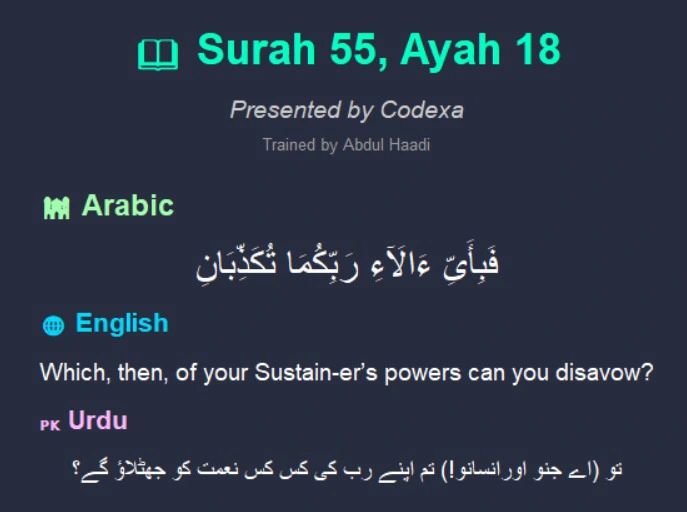 Surah 55, Ayah 18
Presented by Codexa
Trained by Abdul Haadi
Arabic
فَبِأَىِّ ءَالَآءِ رَبِّكُمَا تُكَذِّبَانِ
English
Which, then, of your Sustain-er’s powers can you disavow?
PK Urdu
تو (اے جنو اورانسانو!) تم اپنے رب کی کس کس نعمت کو جھٹلاؤ گے؟